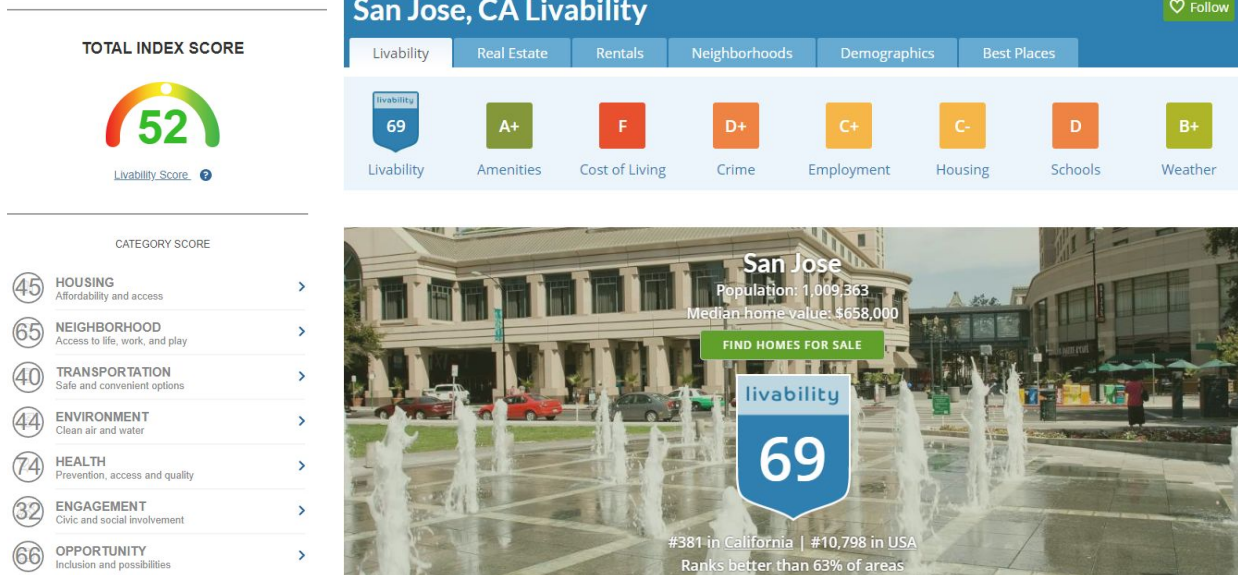 TOTAL INDEX SCORE
52
Livability Score ?
CATEGORY SCORE
45 HOUSING
Affordability and access
65 NEIGHBORHOOD
Access to life, work, and play
40 TRANSPORTATION
Safe and convenient options
44 ENVIRONMENT
Clean air and water
74 HEALTH
Prevention, access and quality
32 ENGAGEMENT
Civic and social involvement
66 OPPORTUNITY
Inclusion and possibilities
San Jose, CA Livability
Follow
Livability Real Estate Rentals Neighborhoods Demographics Best Places
livability
69 A+ F D+ C+ C- D B+
Livability Amenities Cost of Living Crime Employment Housing Schools Weather
San Jose
Population: 1,009,363
Median home value: $658,000
FIND HOMES FOR SALE
livability
69
#381 in California | #10,798 in USA
Ranks better than 63% of areas